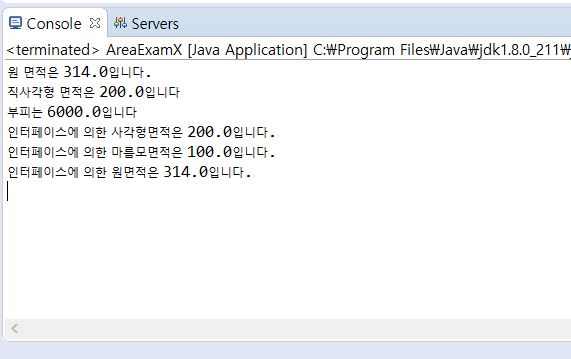 Console Servers
<terminated> AreaExamX [Java Application] C:₩Program Files₩Java₩jdk1.8.0_211₩j
원 면적은 314.0입니다.
직사각형 면적은 200.0입니다
부피는 6000.0입니다
인터페이스에 의한 사각형면적은 200.0입니다.
인터페이스에 의한 마름모면적은 100.0입니다.
인터페이스에 의한 원면적은 314.0입니다.